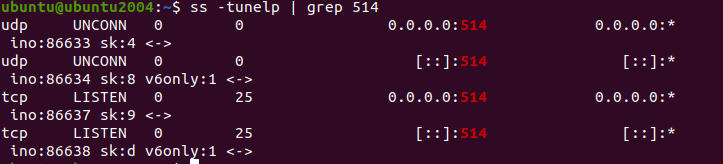 ubuntu@ubuntu2004:~$ ss -tunelp | grep 514
udp UNCONN 0 0 0.0.0.0:514 0.0.0.0:*
ino:86633 sk:4 <->
udp UNCONN 0 0 [::]:514 [::]:*
ino:86634 sk:8 v6only:1 <->
tcp LISTEN 0 25 0.0.0.0:514 0.0.0.0:*
ino:86637 sk:9 <->
tcp LISTEN 0 25 [::]:514 [::]:*
ino:86638 sk:d v6only:1 <->